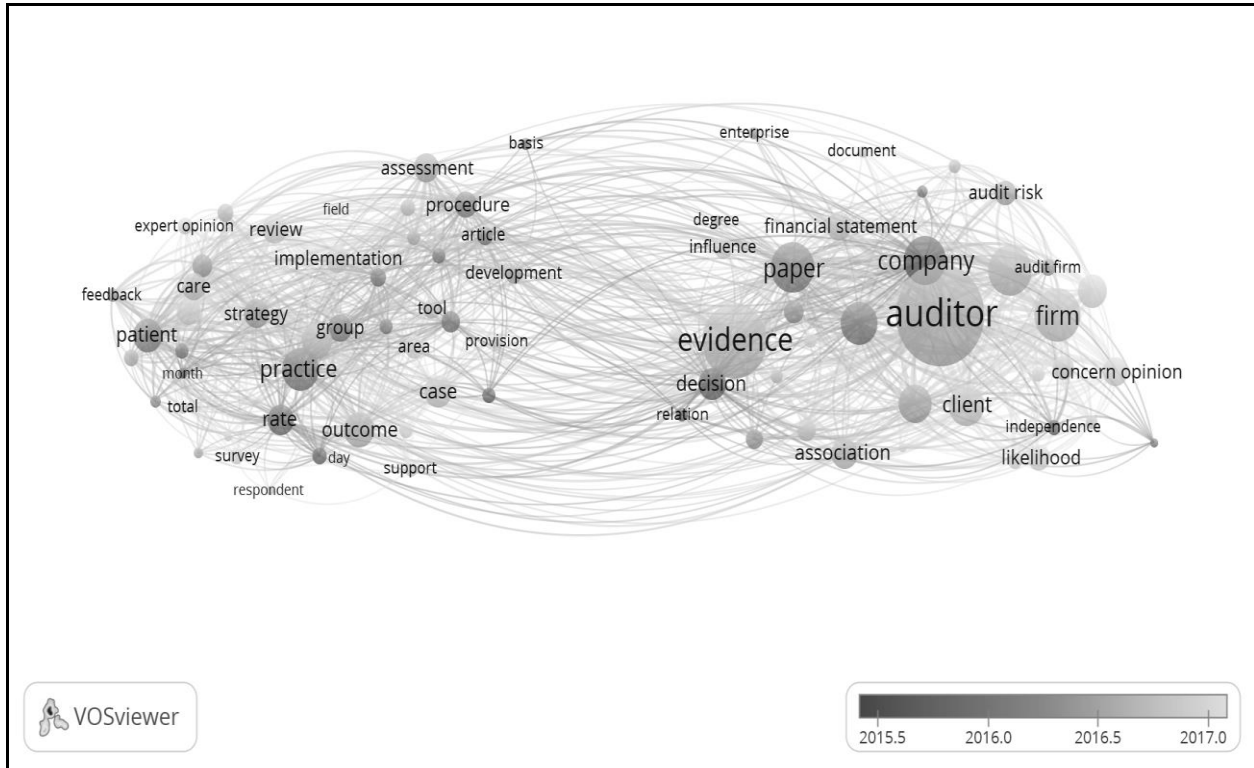 enterprise
basis
document
assessment
audit risk
procedure
field
degree
financial statement
expert opinion
review
article
influence
implementation
paper
company
audit firm
development
care
feedback
tool
strategy
auditor
firm
group
patient
provision
evidence
area
practice
month
concern opinion
decision
case
total
client
relation
rate
independence
outcome
association
survey
day
likelihood
support
respondent
VOSviewer
2015.5 2016.0 2016.5 2017.0